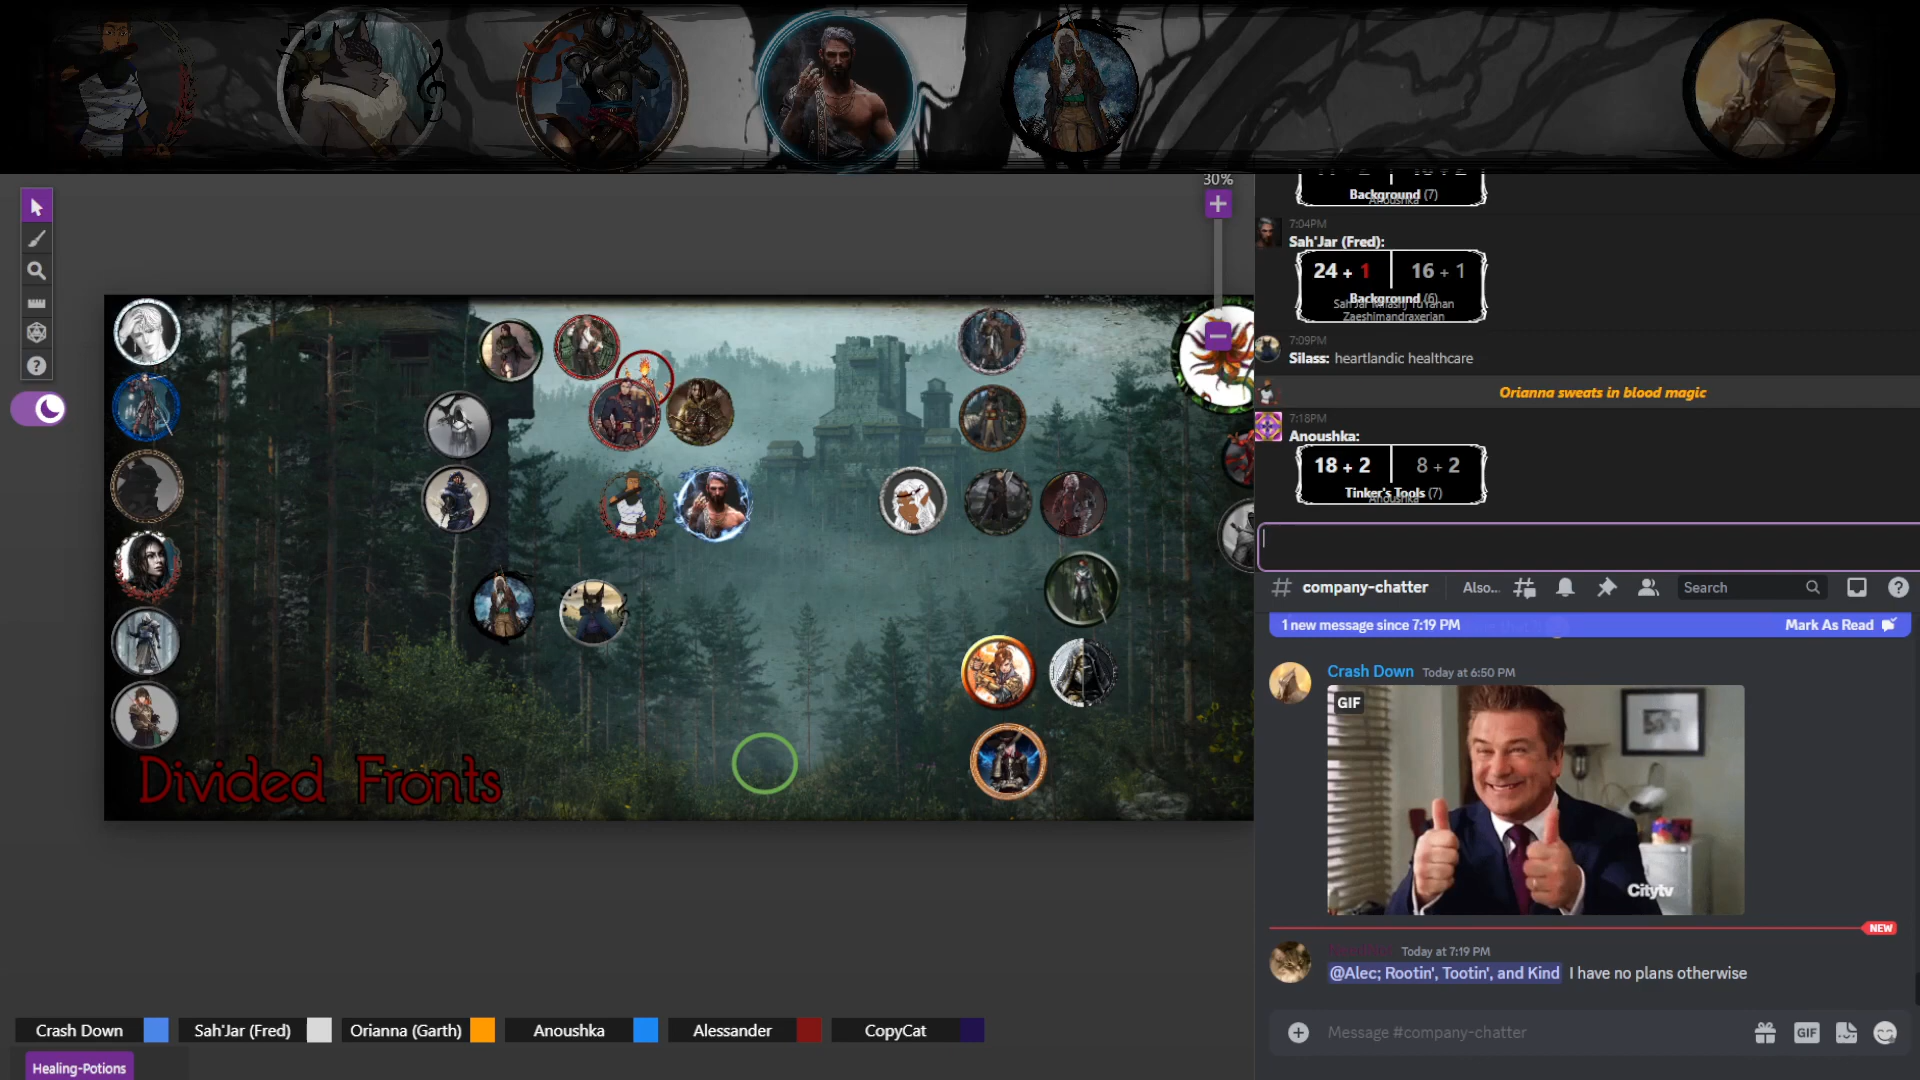 30%
Background (7)
Anoushka
7:04PM
Sah'Jar (Fred):
24 + 1 16 + 1
Background (6)
Zaeshimandraxerian
7:09PM
Silass: heartlandic healthcare
Orianna sweats in blood magic
7:18PM
Anoushka:
18 + 2 8 + 2
Tinker's Tools (7)
Anoushka
company-chatter Also... Search
1 new message since 7:19 PM Mark As Read
Crash Down Today at 6:50 PM
GIF
Citytv
NEW
Today at 7:19 PM
@Alec; Rootin', Tootin', and Kind I have no plans otherwise
Message #company-chatter GIF
Divided Fronts
Crash Down Sah'Jar (Fred) Orianna (Garth) Anoushka Alessander CopyCat
Healing-Potions